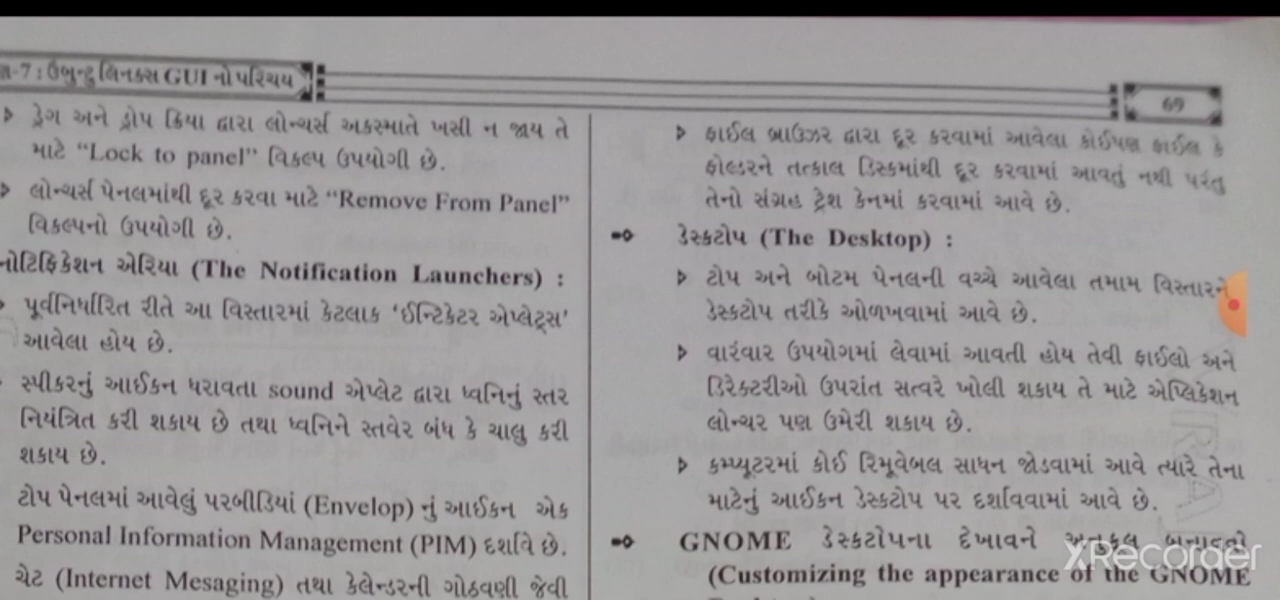 -7 : ઉબુન્ટુ લિનક્સ GUI નો પરિચય
69
ડ્રેગ અને ડ્રોપ ક્રિયા દ્વારા લોન્ચર્સ અકસ્માતે ખસી ન જાય તે
માટે “Lock to panel” વિકલ્પ ઉપયોગી છે.
લોન્ચર્સ પેનલમાંથી દૂર કરવા માટે “Remove From Panel”
વિકલ્પનો ઉપયોગી છે.
નોટિફિકેશન એરિયા (The Notification Launchers) :
પૂર્વનિર્ધારિત રીતે આ વિસ્તારમાં કેટલાક ‘ઈન્ટિકેટર એપ્લેટ્સ’
આવેલા હોય છે.
સ્પીકરનું આઈકન ધરાવતા sound એપ્લેટ દ્વારા ધ્વનિનું સ્તર
નિયંત્રિત કરી શકાય છે તથા ધ્વનિને સ્તવેર બંધ કે ચાલુ કરી
શકાય છે.
ટોપ પેનલમાં આવેલું પરબીડિયાં (Envelop) નું આઈકન એક
Personal Information Management (PIM) દર્શાવે છે.
ચેટ (Internet Mesaging) તથા કેલેન્ડરની ગોઠવણી જેવી
ફાઈલ બ્રાઉઝર દ્વારા દૂર કરવામાં આવેલા કોઈપણ ફાઈલ કે
ફોલ્ડરને તત્કાલ ડિસ્કમાંથી દૂર કરવામાં આવતું નથી પરંતુ
તેનો સંગ્રહ ટ્રેશ કેનમાં કરવામાં આવે છે.
ડેસ્કટોપ (The Desktop) :
ટોપ અને બોટમ પેનલની વચ્ચે આવેલા તમામ વિસ્તારને
ડેસ્કટોપ તરીકે ઓળખવામાં આવે છે.
વારંવાર ઉપયોગમાં લેવામાં આવતી હોય તેવી ફાઈલો અને
ડિરેક્ટરીઓ ઉપરાંત સત્વરે ખોલી શકાય તે માટે એપ્લિકેશન
લોન્ચર પણ ઉમેરી શકાય છે.
કમ્પ્યૂટરમાં કોઈ રિમૂવેબલ સાધન જોડવામાં આવે ત્યારે તેના
માટેનું આઈકન ડેસ્કટોપ પર દર્શાવવામાં આવે છે.
GNOME ડેસ્કટોપના દેખાવને અનુકૂલ બનાવવો
(Customizing the appearance of the GNOME
XRecorder